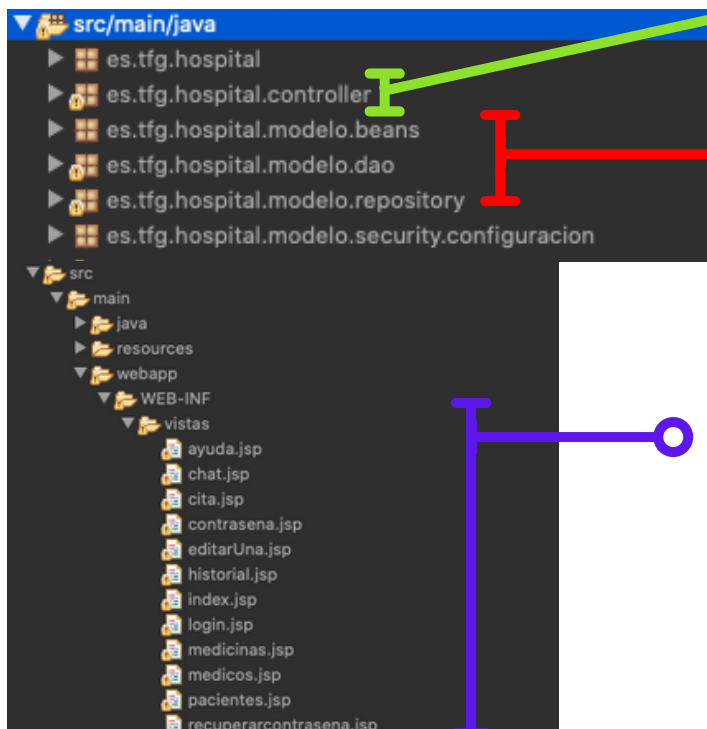 src/main/java
es.tfg.hospital
es.tfg.hospital.controller
es.tfg.hospital.modelo.beans
es.tfg.hospital.modelo.dao
es.tfg.hospital.modelo.repository
es.tfg.hospital.modelo.security.configuracion
src
main
java
resources
webapp
WEB-INF
vistas
ayuda.jsp
chat.jsp
cita.jsp
contrasena.jsp
editarUna.jsp
historial.jsp
index.jsp
login.jsp
medicinas.jsp
medicos.jsp
pacientes.jsp
recuperarcontrasena.jsp